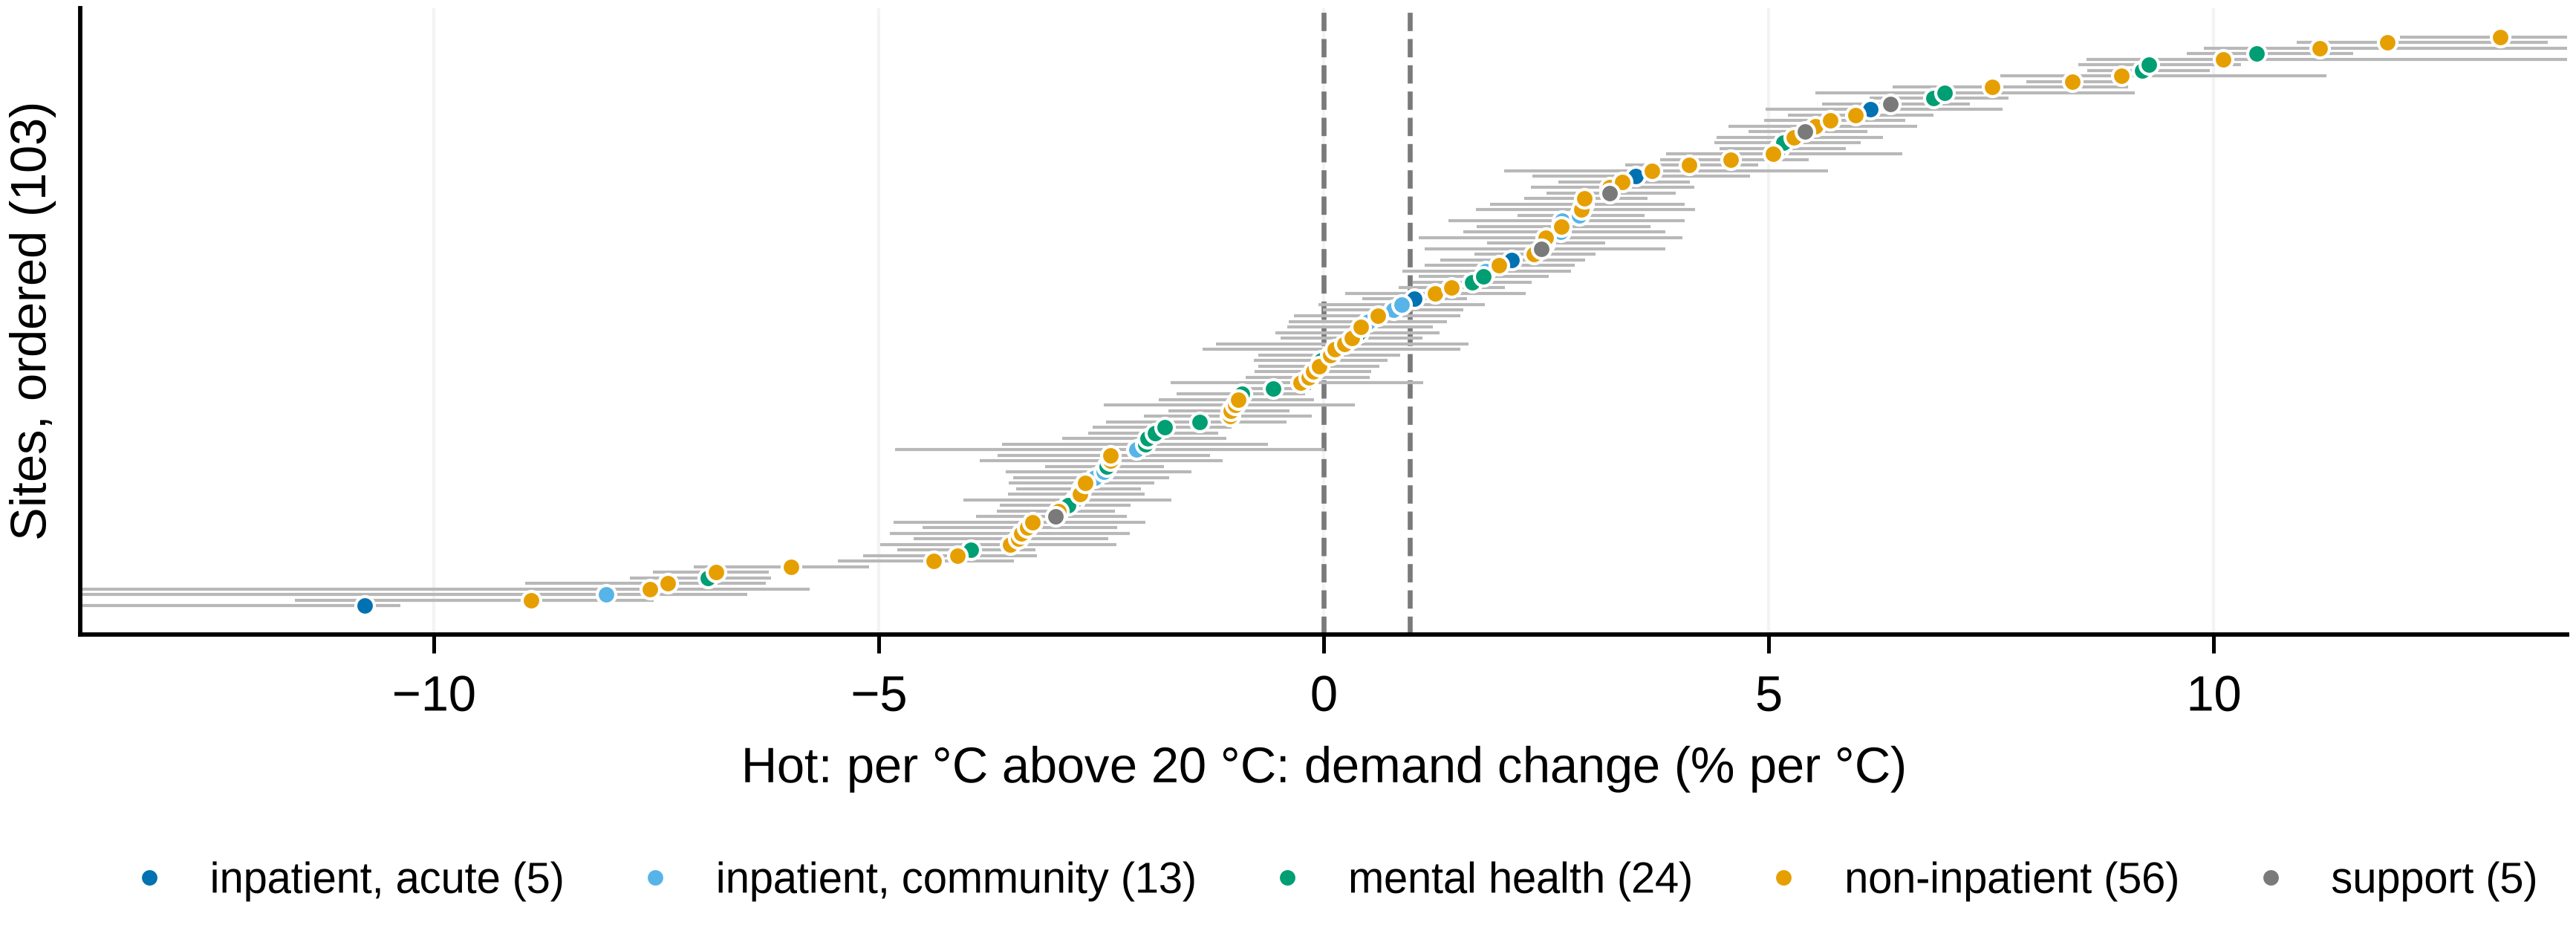 Sites, ordered (103)
−10 −5 0 5 10
Hot: per °C above 20 °C: demand change (% per °C)
inpatient, acute (5) inpatient, community (13) mental health (24) non-inpatient (56) support (5)